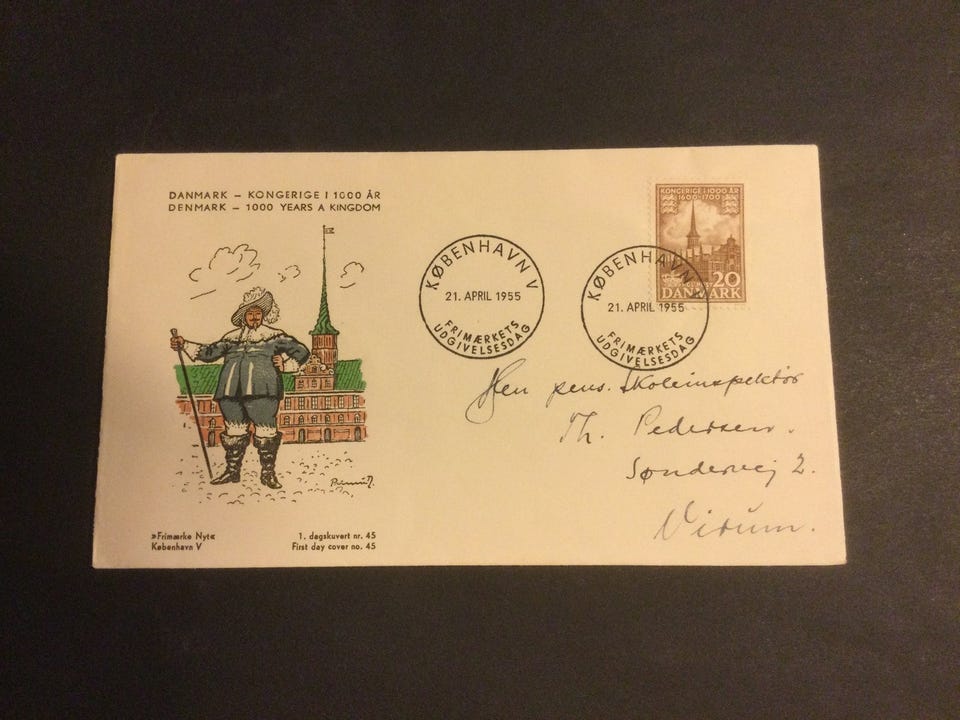 DANMARK – KONGERIGE I 1000 ÅR
DENMARK – 1000 YEARS A KINGDOM
»Frimærke Nyt«
København V
1. dagskuvert nr. 45
First day cover no. 45
KØBENHAVN V
21. APRIL 1955
FRIMÆRKETS
UDGIVELSESDAG
KØBENHAVN V
21. APRIL 1955
FRIMÆRKETS
UDGIVELSESDAG
KONGERIGE I 1000 ÅR
1600-1700
20
DANMARK
Herr pens. Skoleinspektør
Th. Pedersen.
Søndervej 2.
Virum.